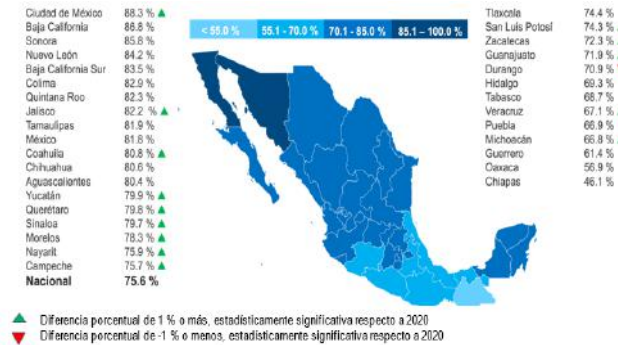 Ciudad de México 88.3 % ▲
Baja California 86.8 %
Sonora 85.8 %
Nuevo León 84.2 %
Baja California Sur 83.5 %
Colima 82.9 %
Quintana Roo 82.3 %
Jalisco 82.2 % ▲
Tamaulipas 81.9 %
México 81.8 %
Coahuila 80.8 % ▲
Chihuahua 80.6 %
Aguascalientes 80.4 %
Yucatán 79.9 % ▲
Querétaro 79.8 % ▲
Sinaloa 79.7 % ▲
Morelos 78.3 % ▲
Nayarit 75.9 % ▲
Campeche 75.7 % ▲
Nacional 75.6 %
< 55.0 % 55.1 - 70.0 % 70.1 - 85.0 % 85.1 – 100.0 %
Tlaxcala 74.4 %
San Luis Potosí 74.3 %
Zacatecas 72.3 %
Guanajuato 71.9 %
Durango 70.9 %
Hidalgo 69.3 %
Tabasco 68.7 %
Veracruz 67.1 %
Puebla 66.9 %
Michoacán 66.8 %
Guerrero 61.4 %
Oaxaca 56.9 %
Chiapas 46.1 %
▲ Diferencia porcentual de 1 % o más, estadísticamente significativa respecto a 2020
▼ Diferencia porcentual de -1 % o menos, estadísticamente significativa respecto a 2020